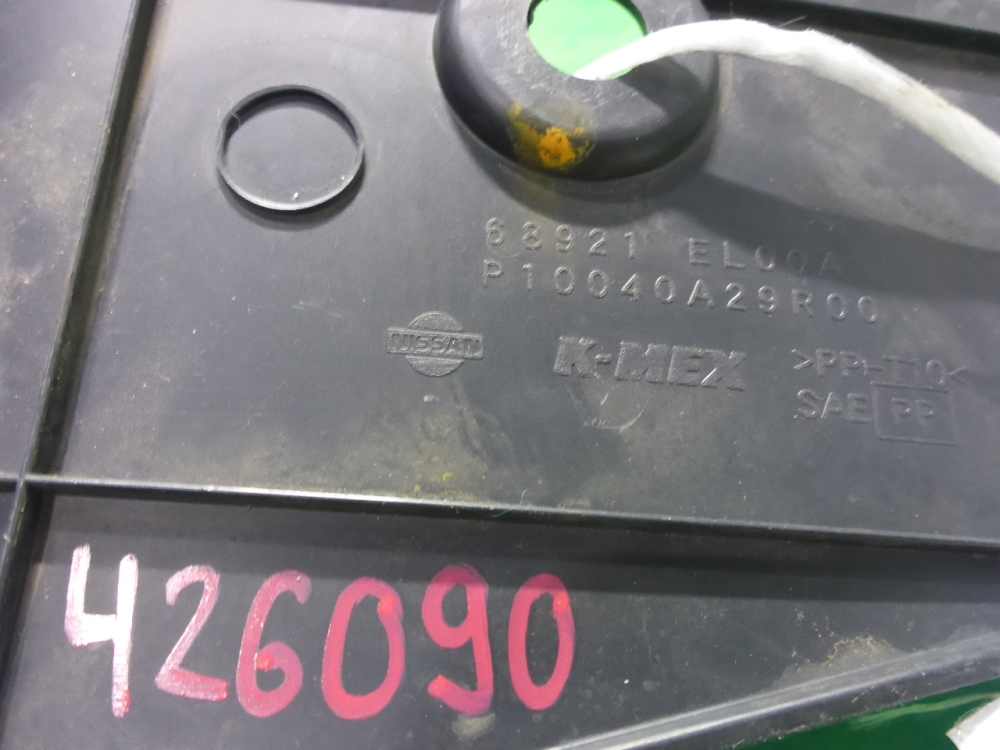 68921 EL00A
P10040A29R00
NISSAN
K-MEX
>PP-T10<
SAE PP
426090